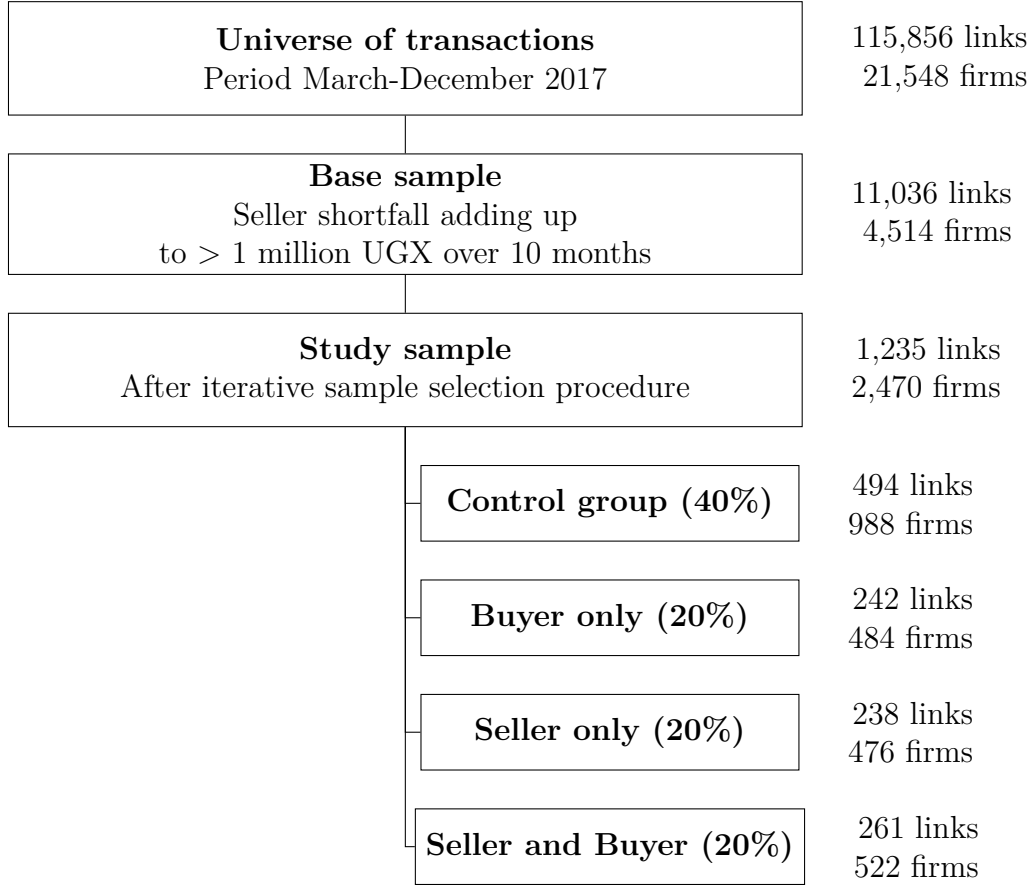 Universe of transactions
Period March-December 2017
115,856 links
21,548 firms
Base sample
Seller shortfall adding up
to > 1 million UGX over 10 months
11,036 links
4,514 firms
Study sample
After iterative sample selection procedure
1,235 links
2,470 firms
Control group (40%)
494 links
988 firms
Buyer only (20%)
242 links
484 firms
Seller only (20%)
238 links
476 firms
Seller and Buyer (20%)
261 links
522 firms